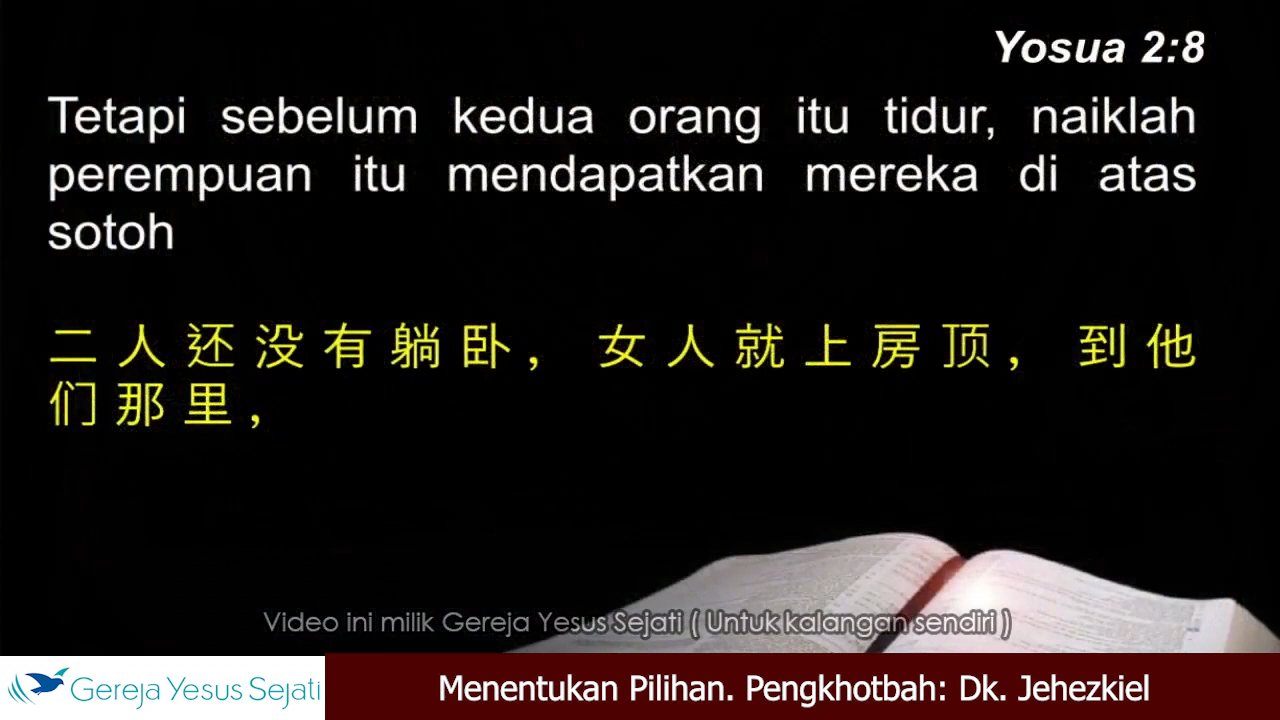 Yosua 2:8
Tetapi sebelum kedua orang itu tidur, naiklah
perempuan itu mendapatkan mereka di atas
sotoh
二人还没有躺卧，女人就上房顶，到他
们那里，
Video ini milik Gereja Yesus Sejati ( Untuk kalangan sendiri )
Gereja Yesus Sejati
Menentukan Pilihan. Pengkhotbah: Dk. Jehezkiel